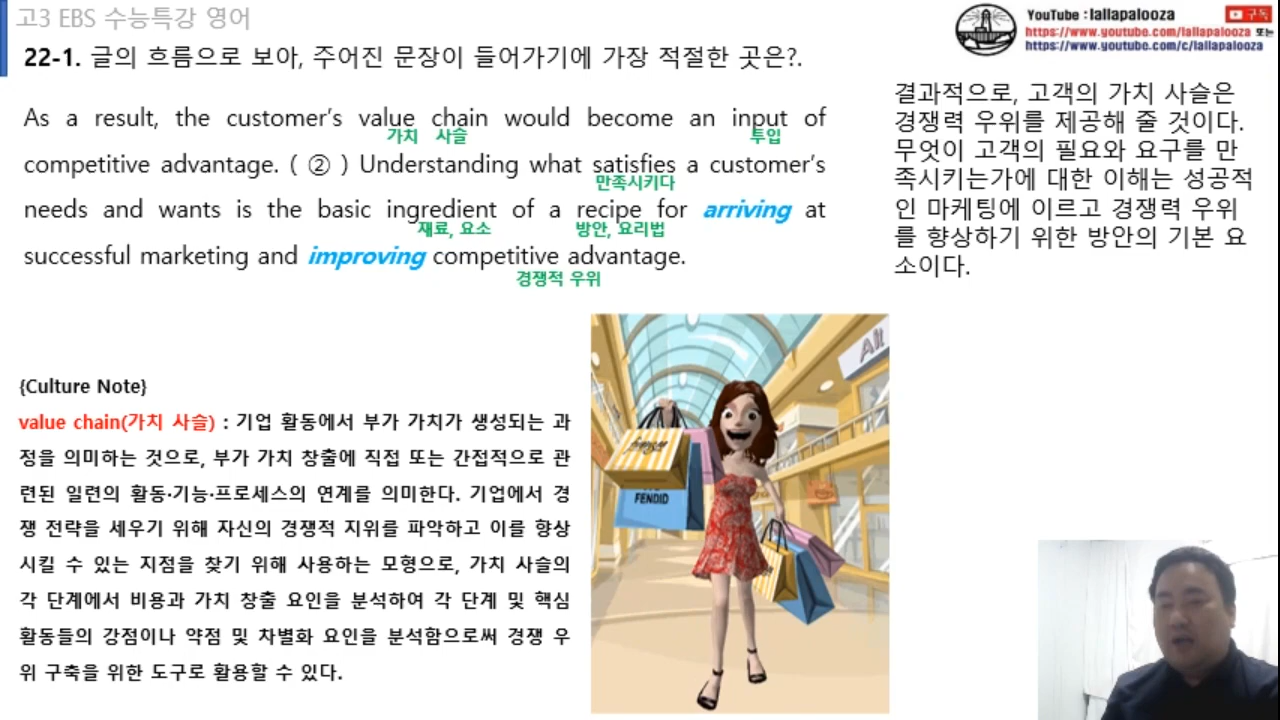 고3 EBS 수능특강 영어
YouTube : lallapalooza
구독
https://www.youtube.com/lallapalooza 또는
https://www.youtube.com/c/lallapalooza
22-1. 글의 흐름으로 보아, 주어진 문장이 들어가기에 가장 적절한 곳은?.
As a result, the customer's value chain would become an input of
가치 사슬 투입
competitive advantage. ( ② ) Understanding what satisfies a customer's
만족시키다
needs and wants is the basic ingredient of a recipe for arriving at
재료, 요소 방안, 요리법
successful marketing and improving competitive advantage.
경쟁적 우위
결과적으로, 고객의 가치 사슬은
경쟁력 우위를 제공해 줄 것이다.
무엇이 고객의 필요와 요구를 만
족시키는가에 대한 이해는 성공적
인 마케팅에 이르고 경쟁력 우위
를 향상하기 위한 방안의 기본 요
소이다.
{Culture Note}
value chain(가치 사슬) : 기업 활동에서 부가 가치가 생성되는 과
정을 의미하는 것으로, 부가 가치 창출에 직접 또는 간접적으로 관
련된 일련의 활동·기능·프로세스의 연계를 의미한다. 기업에서 경
쟁 전략을 세우기 위해 자신의 경쟁적 지위를 파악하고 이를 향상
시킬 수 있는 지점을 찾기 위해 사용하는 모형으로, 가치 사슬의
각 단계에서 비용과 가치 창출 요인을 분석하여 각 단계 및 핵심
활동들의 강점이나 약점 및 차별화 요인을 분석함으로써 경쟁 우
위 구축을 위한 도구로 활용할 수 있다.
Alt
FENDID